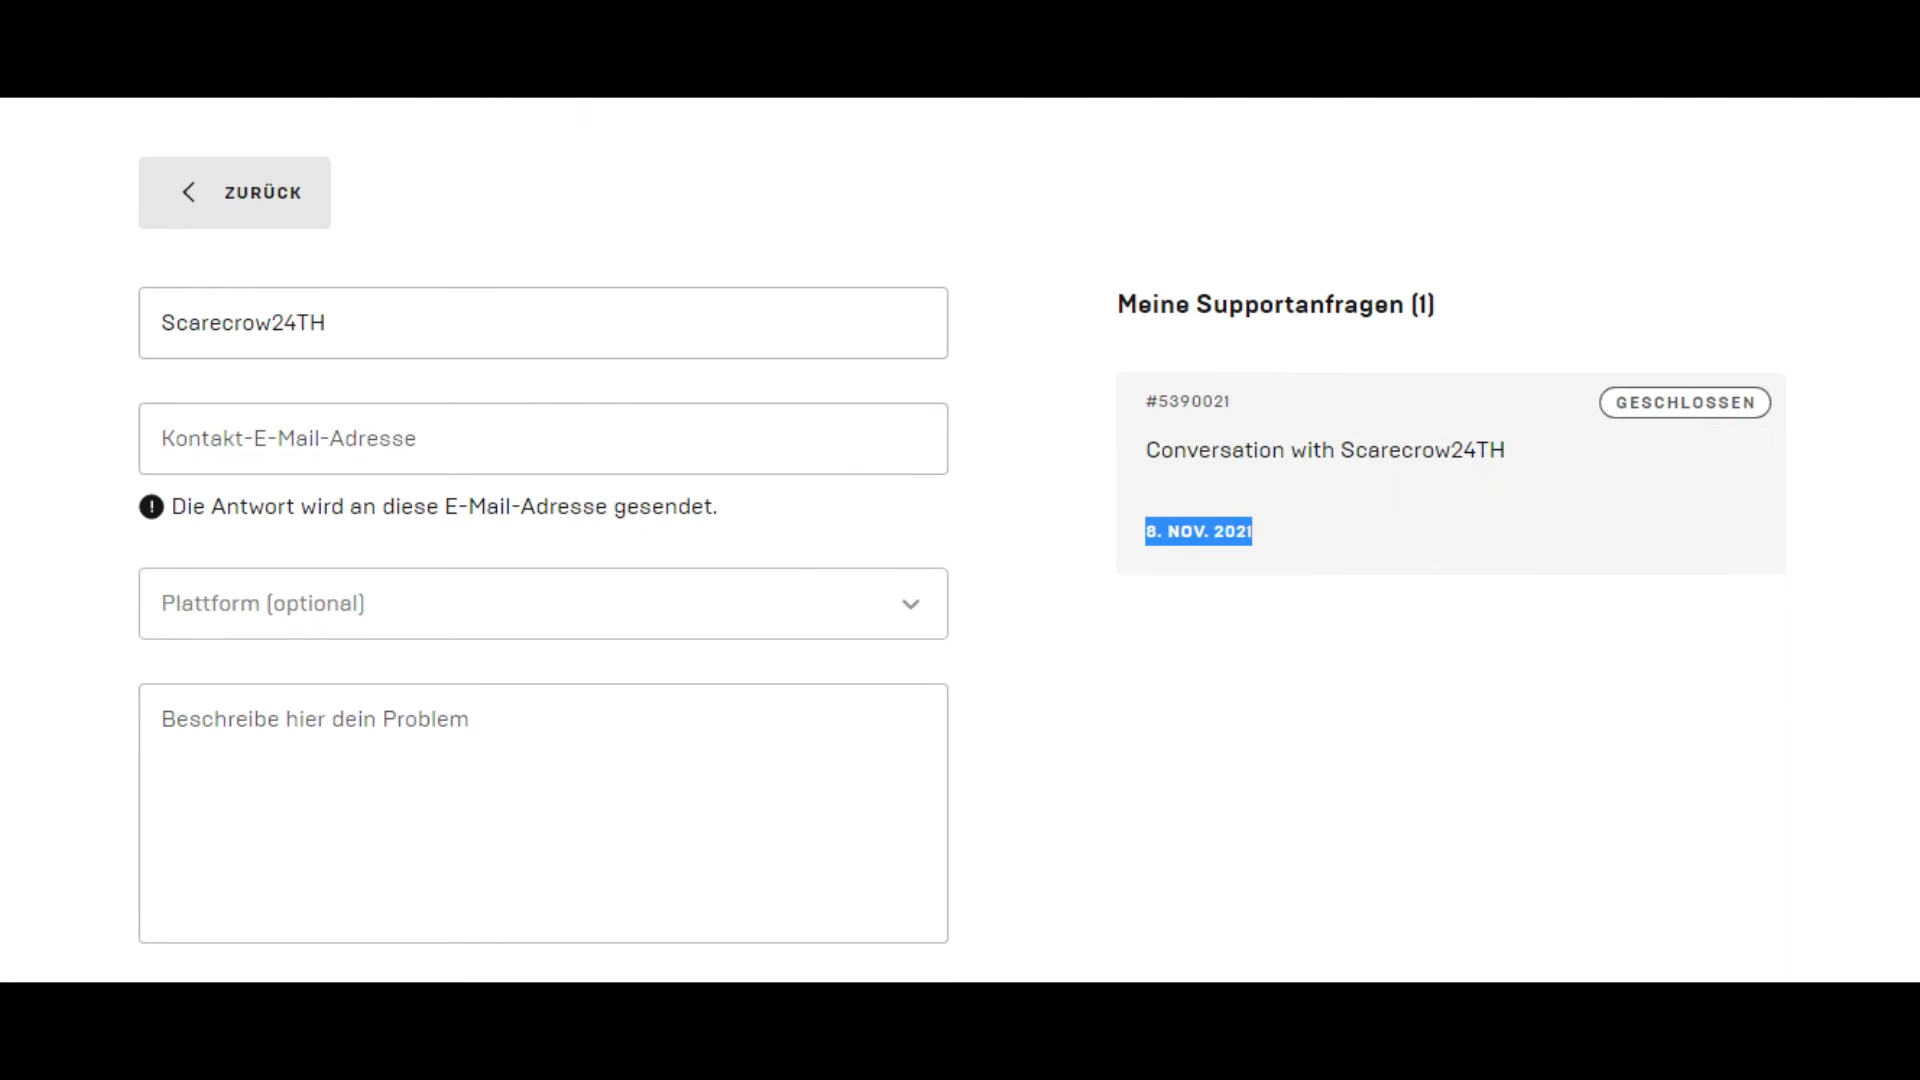 ZURÜCK
Scarecrow24TH
Kontakt-E-Mail-Adresse
! Die Antwort wird an diese E-Mail-Adresse gesendet.
Plattform (optional)
Beschreibe hier dein Problem
Meine Supportanfragen (1)
#5390021
GESCHLOSSEN
Conversation with Scarecrow24TH
8. NOV. 2021